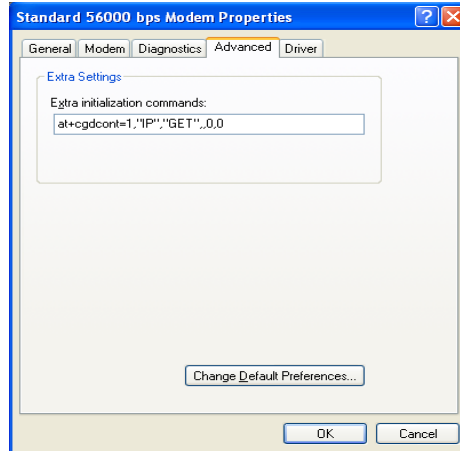 Standard 56000 bps Modem Properties
General Modem Diagnostics Advanced Driver
Extra Settings
Extra initialization commands:
at+cgdcont=1,"IP","GET",,0,0
Change Default Preferences...
OK Cancel